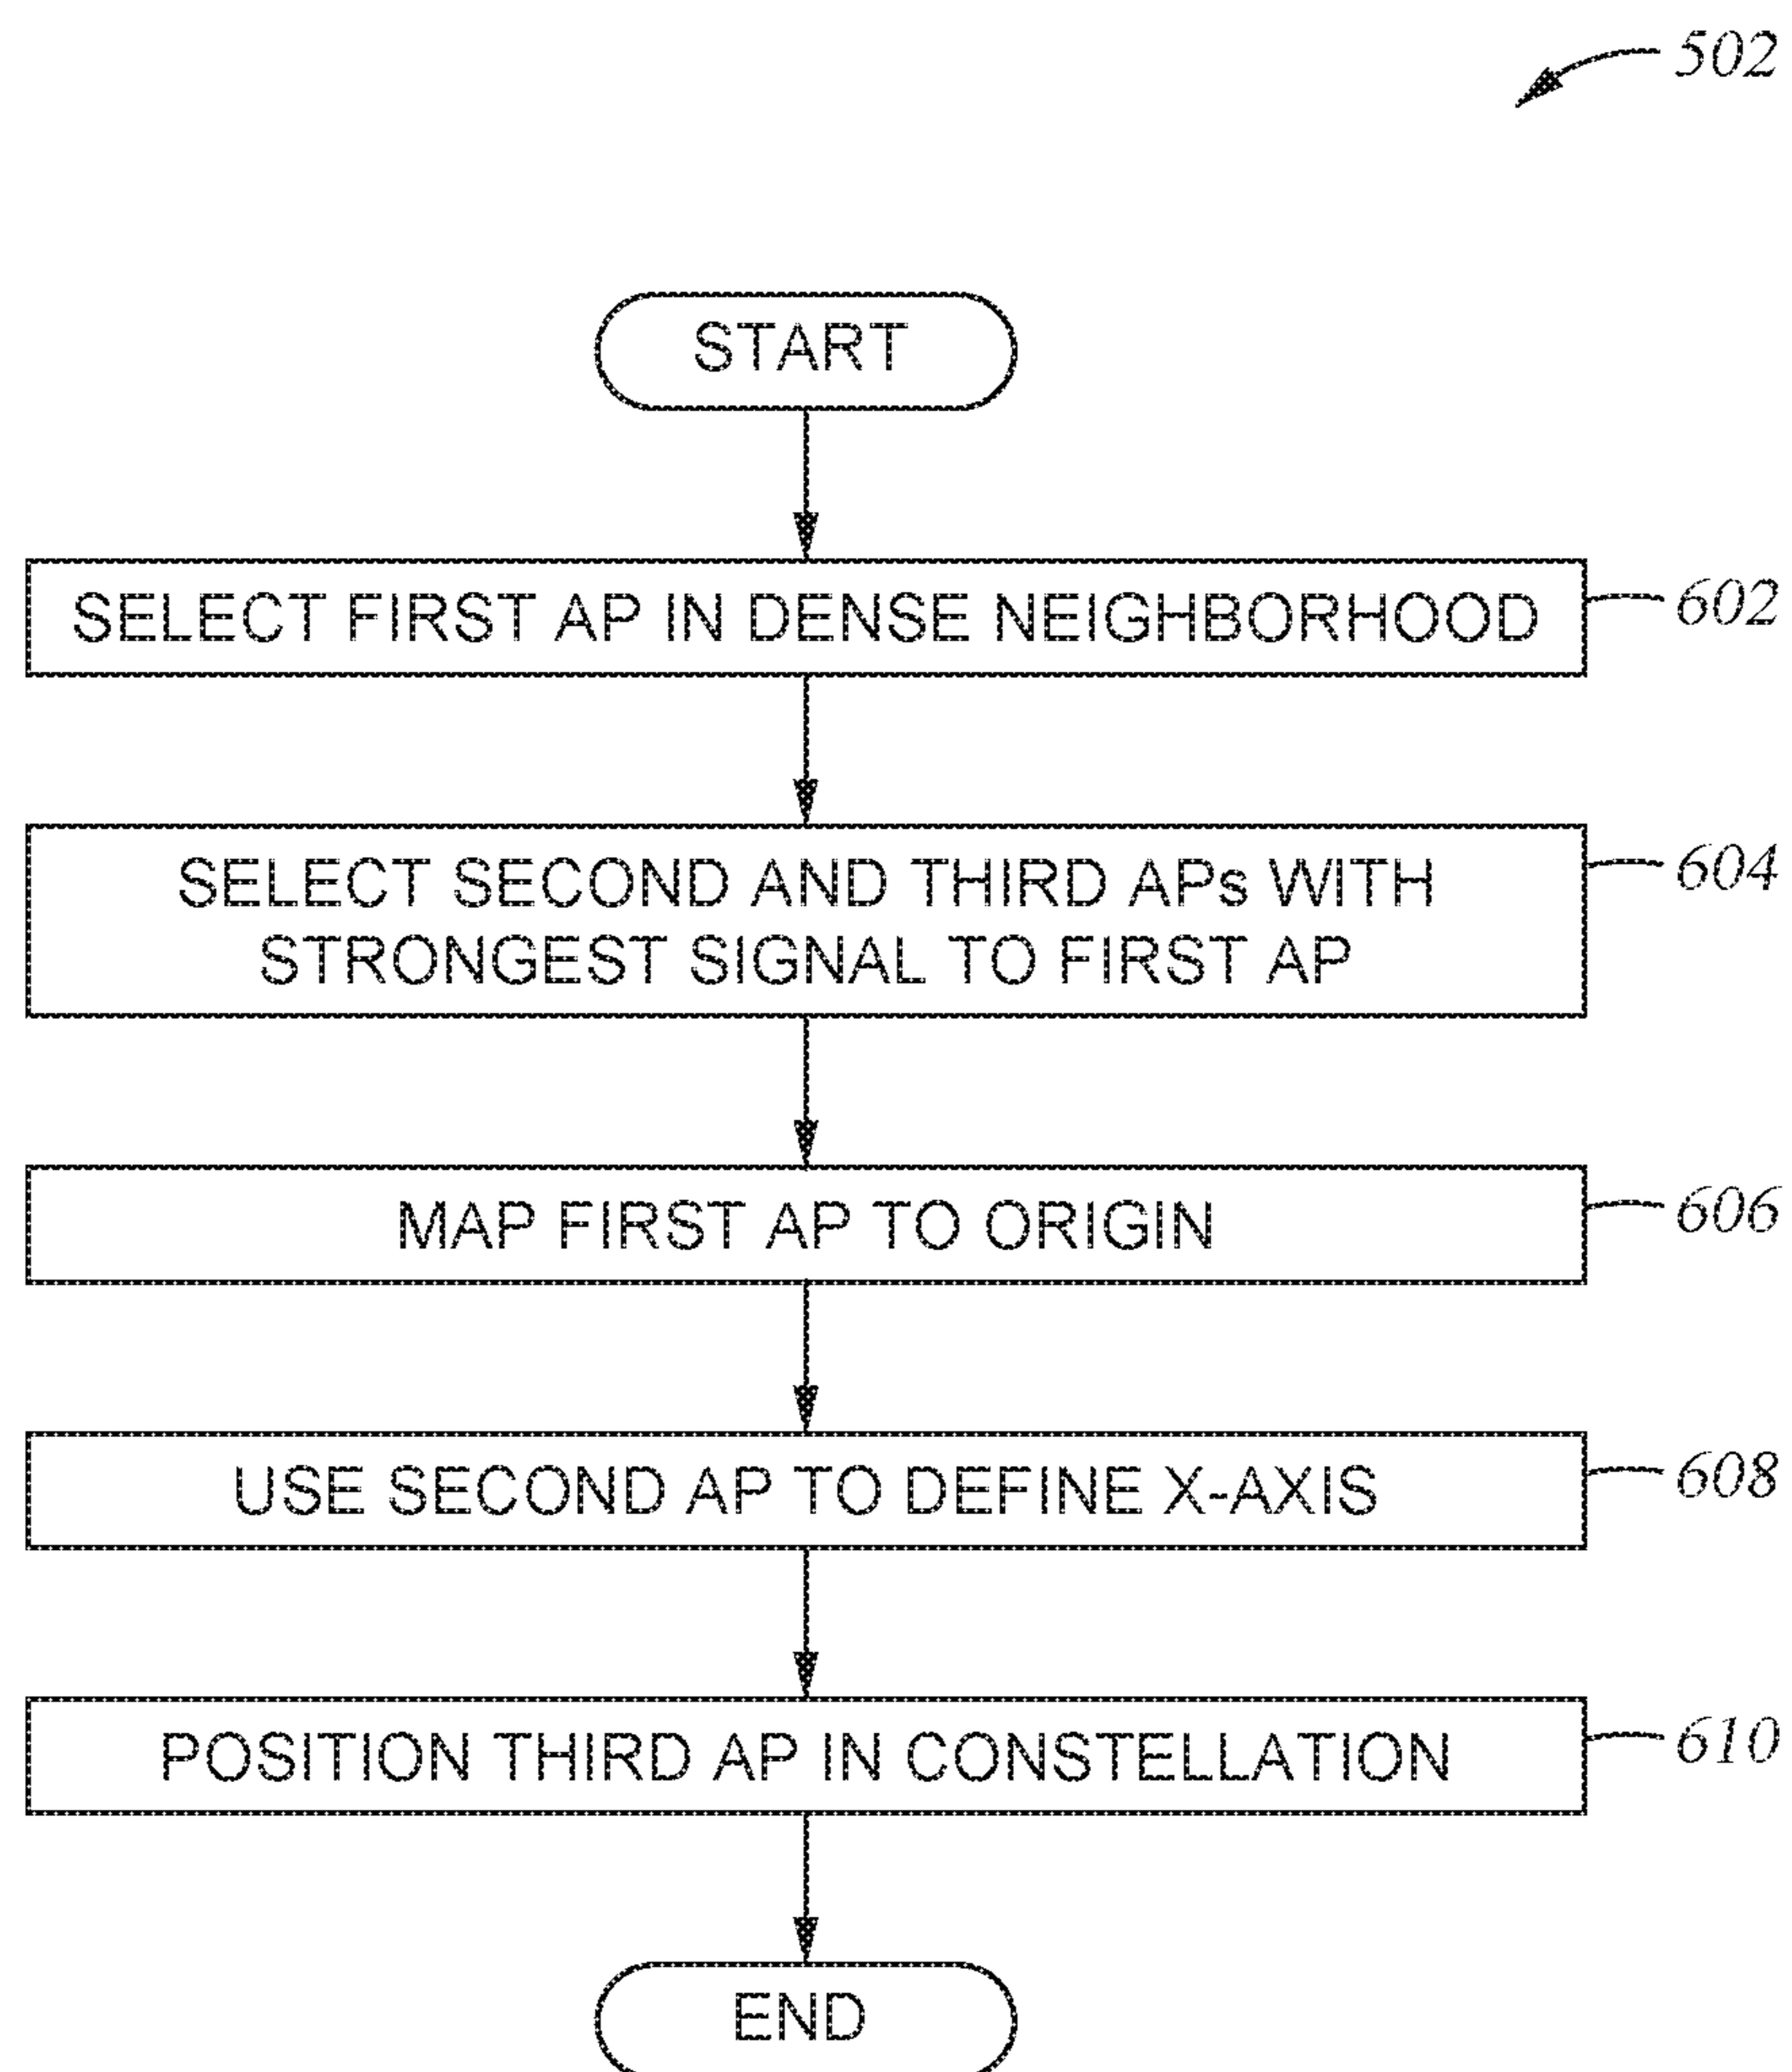 502
START
SELECT FIRST AP IN DENSE NEIGHBORHOOD
602
SELECT SECOND AND THIRD APs WITH
STRONGEST SIGNAL TO FIRST AP
604
MAP FIRST AP TO ORIGIN
606
USE SECOND AP TO DEFINE X-AXIS
608
POSITION THIRD AP IN CONSTELLATION
610
END